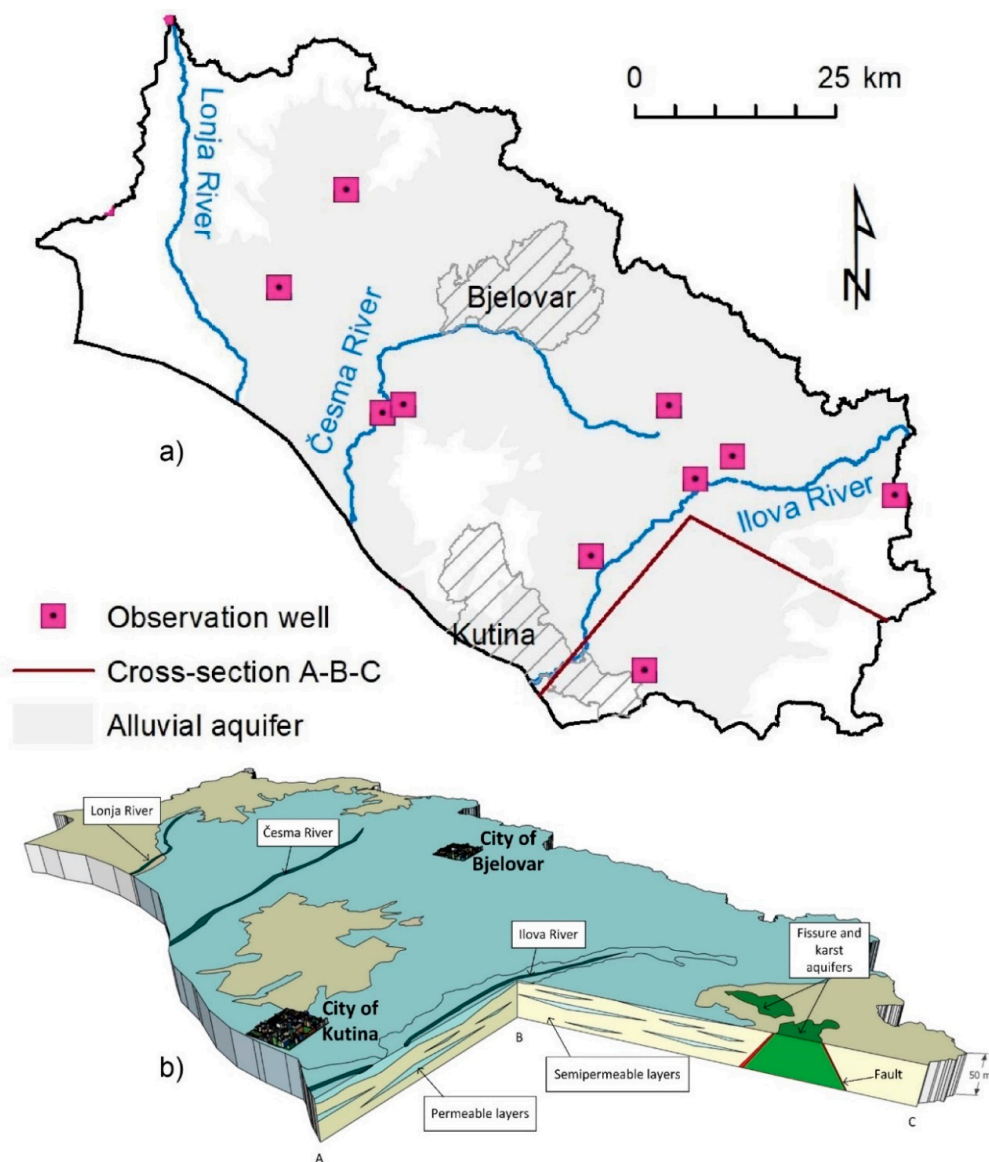 0 25 km
Lonja River
N
Bjelovar
Česma River
a)
Ilova River
Kutina
Observation well
Cross-section A-B-C
Alluvial aquifer
Lonja River
Česma River
City of
Bjelovar
Ilova River
Fissure and
karst
aquifers
City of
Kutina
b)
B
Semipermeable layers
Fault
50 m
Permeable layers
C
A